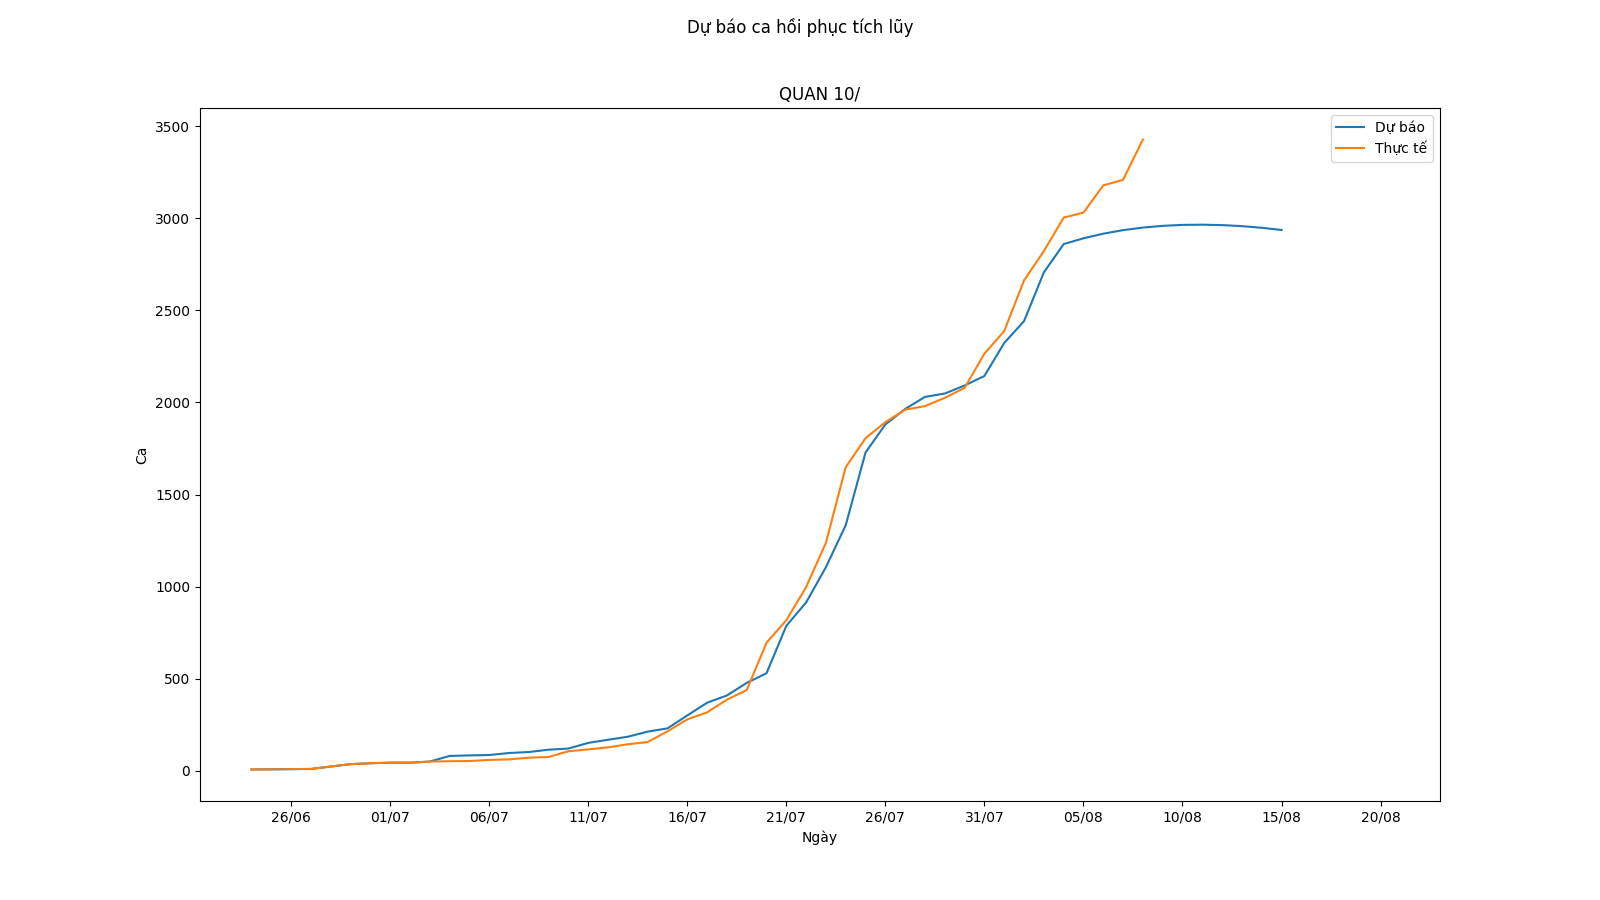 Dự báo ca hồi phục tích lũy
QUAN 10/
3500
3000
2500
2000
1500
1000
500
0
Ca
Dự báo
Thực tế
26/06 01/07 06/07 11/07 16/07 21/07 26/07 31/07 05/08 10/08 15/08 20/08
Ngày